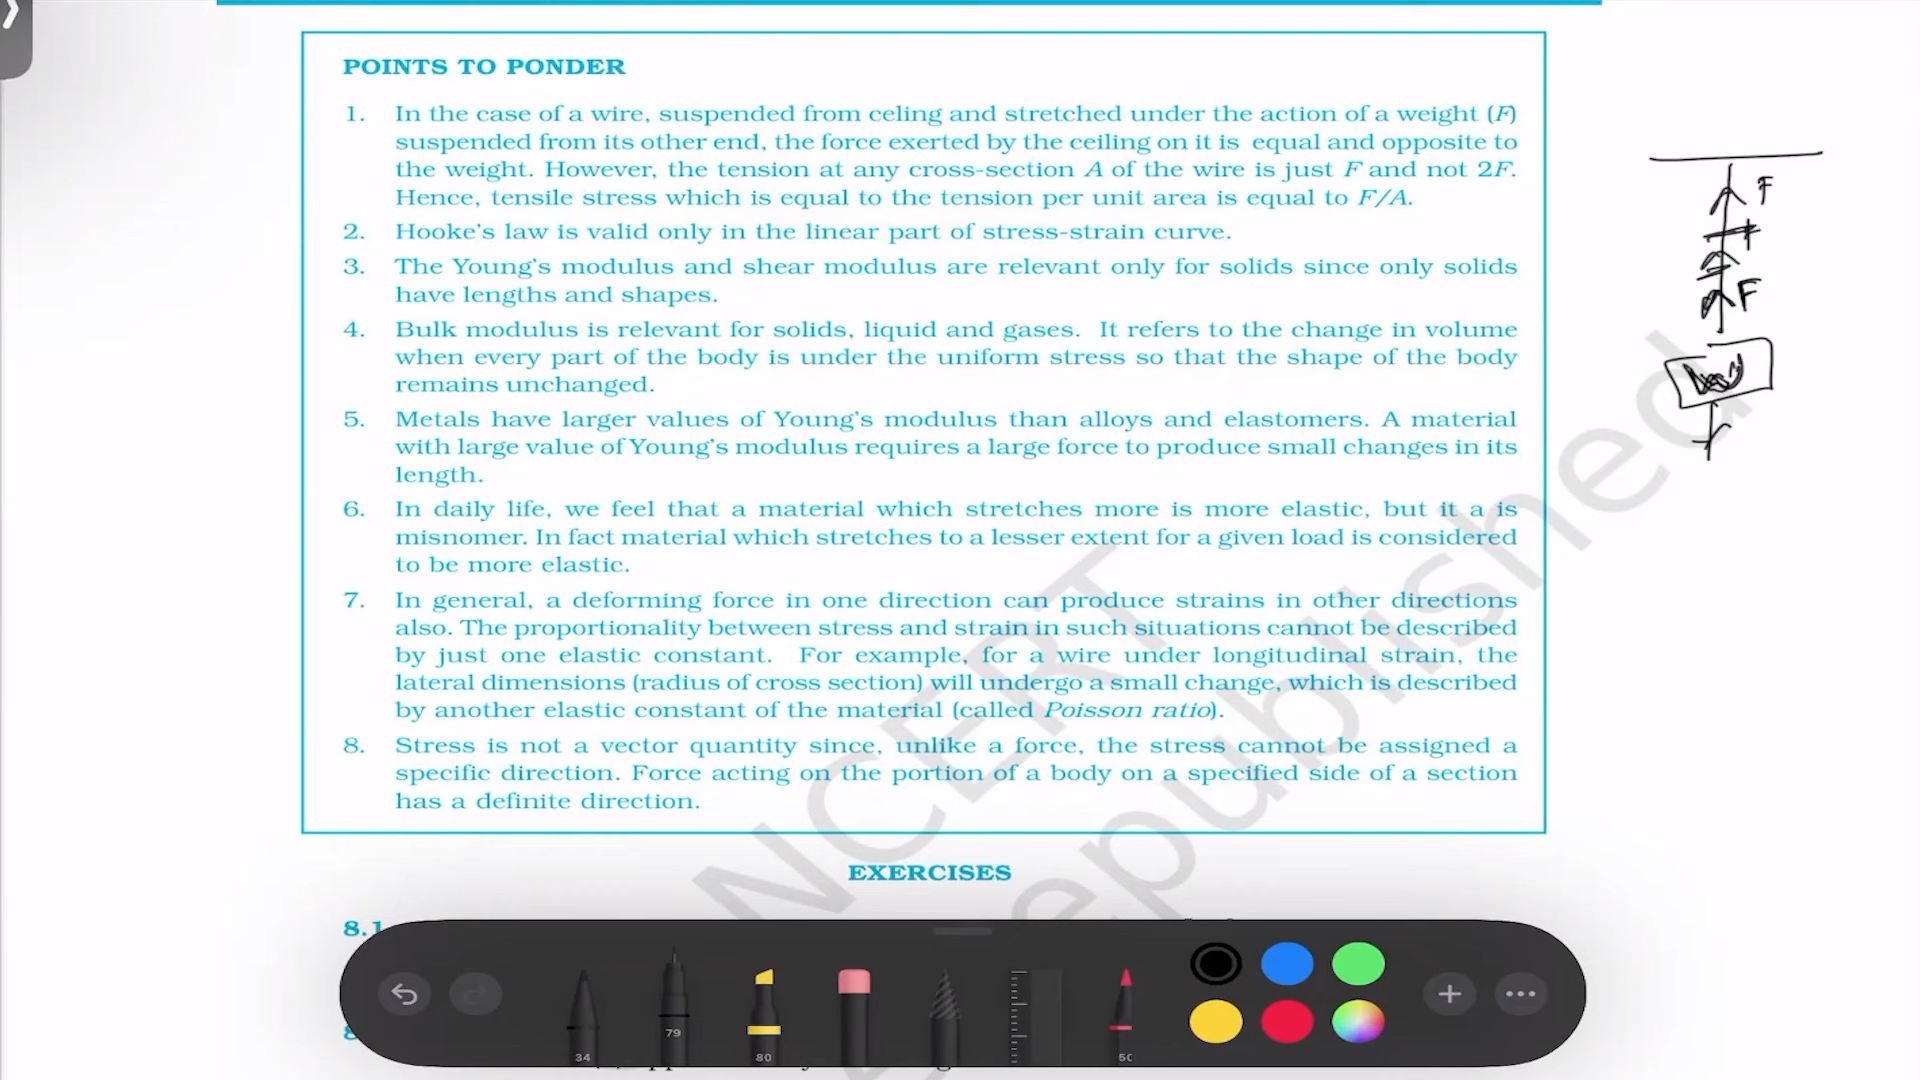 POINTS TO PONDER
1. In the case of a wire, suspended from celing and stretched under the action of a weight (F)
suspended from its other end, the force exerted by the ceiling on it is equal and opposite to
the weight. However, the tension at any cross-section A of the wire is just F and not 2F.
Hence, tensile stress which is equal to the tension per unit area is equal to F/A.
2. Hooke's law is valid only in the linear part of stress-strain curve.
3. The Young's modulus and shear modulus are relevant only for solids since only solids
have lengths and shapes.
4. Bulk modulus is relevant for solids, liquid and gases. It refers to the change in volume
when every part of the body is under the uniform stress so that the shape of the body
remains unchanged.
5. Metals have larger values of Young's modulus than alloys and elastomers. A material
with large value of Young's modulus requires a large force to produce small changes in its
length.
6. In daily life, we feel that a material which stretches more is more elastic, but it a is
misnomer. In fact material which stretches to a lesser extent for a given load is considered
to be more elastic.
7. In general, a deforming force in one direction can produce strains in other directions
also. The proportionality between stress and strain in such situations cannot be described
by just one elastic constant. For example, for a wire under longitudinal strain, the
lateral dimensions (radius of cross section) will undergo a small change, which is described
by another elastic constant of the material (called Poisson ratio).
8. Stress is not a vector quantity since, unlike a force, the stress cannot be assigned a
specific direction. Force acting on the portion of a body on a specified side of a section
has a definite direction.
F
F
NCERT
republished
EXERCISES
8.1
34
79
80
50